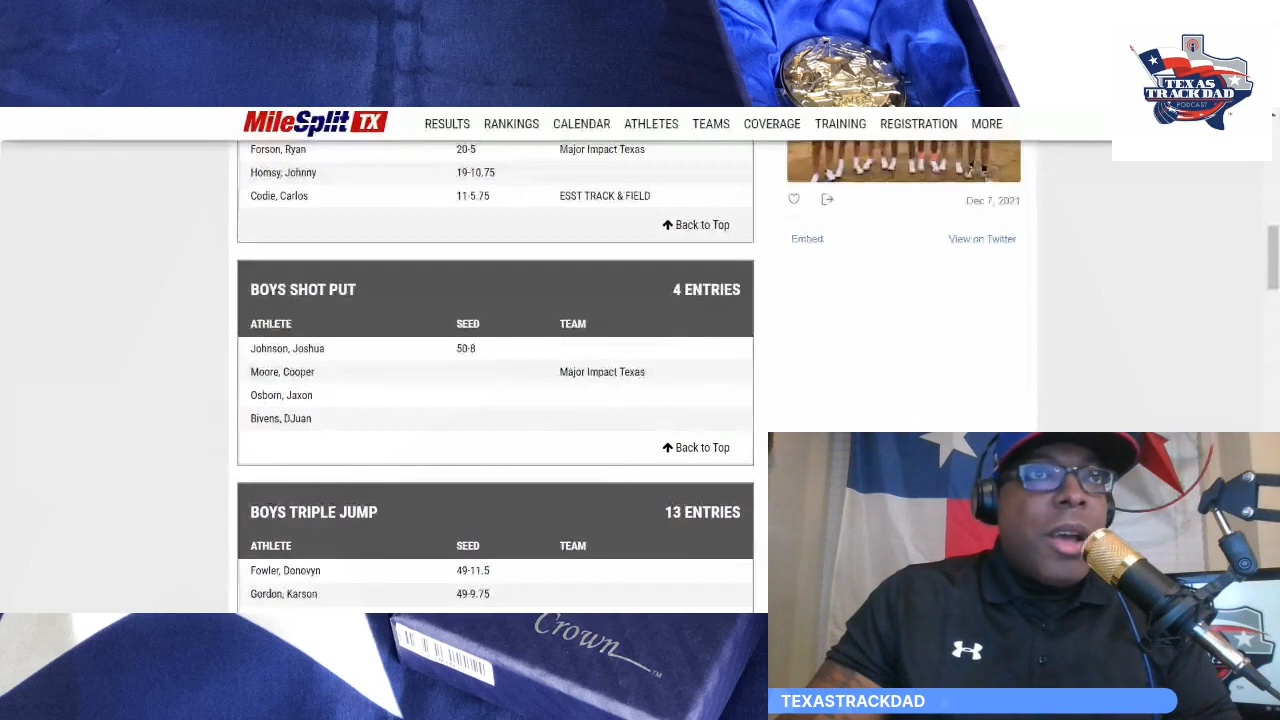 TEXAS
TRACK DAD
PODCAST
MileSplit TX
RESULTS RANKINGS CALENDAR ATHLETES TEAMS COVERAGE TRAINING REGISTRATION MORE
Forson, Ryan 20-5 Major Impact Texas
Homsy, Johnny 19-10.75
Codie, Carlos 11-5.75 ESST TRACK & FIELD
Back to Top
Dec 7, 2021
Embed
View on Twitter
BOYS SHOT PUT 4 ENTRIES
ATHLETE SEED TEAM
Johnson, Joshua 50-8
Moore, Cooper Major Impact Texas
Osborn, Jaxon
Bivens, DJuan
Back to Top
BOYS TRIPLE JUMP 13 ENTRIES
ATHLETE SEED TEAM
Fowler, Donovyn 49-11.5
Gordon, Karson 49-9.75
Crown
TEXASTRACKDAD